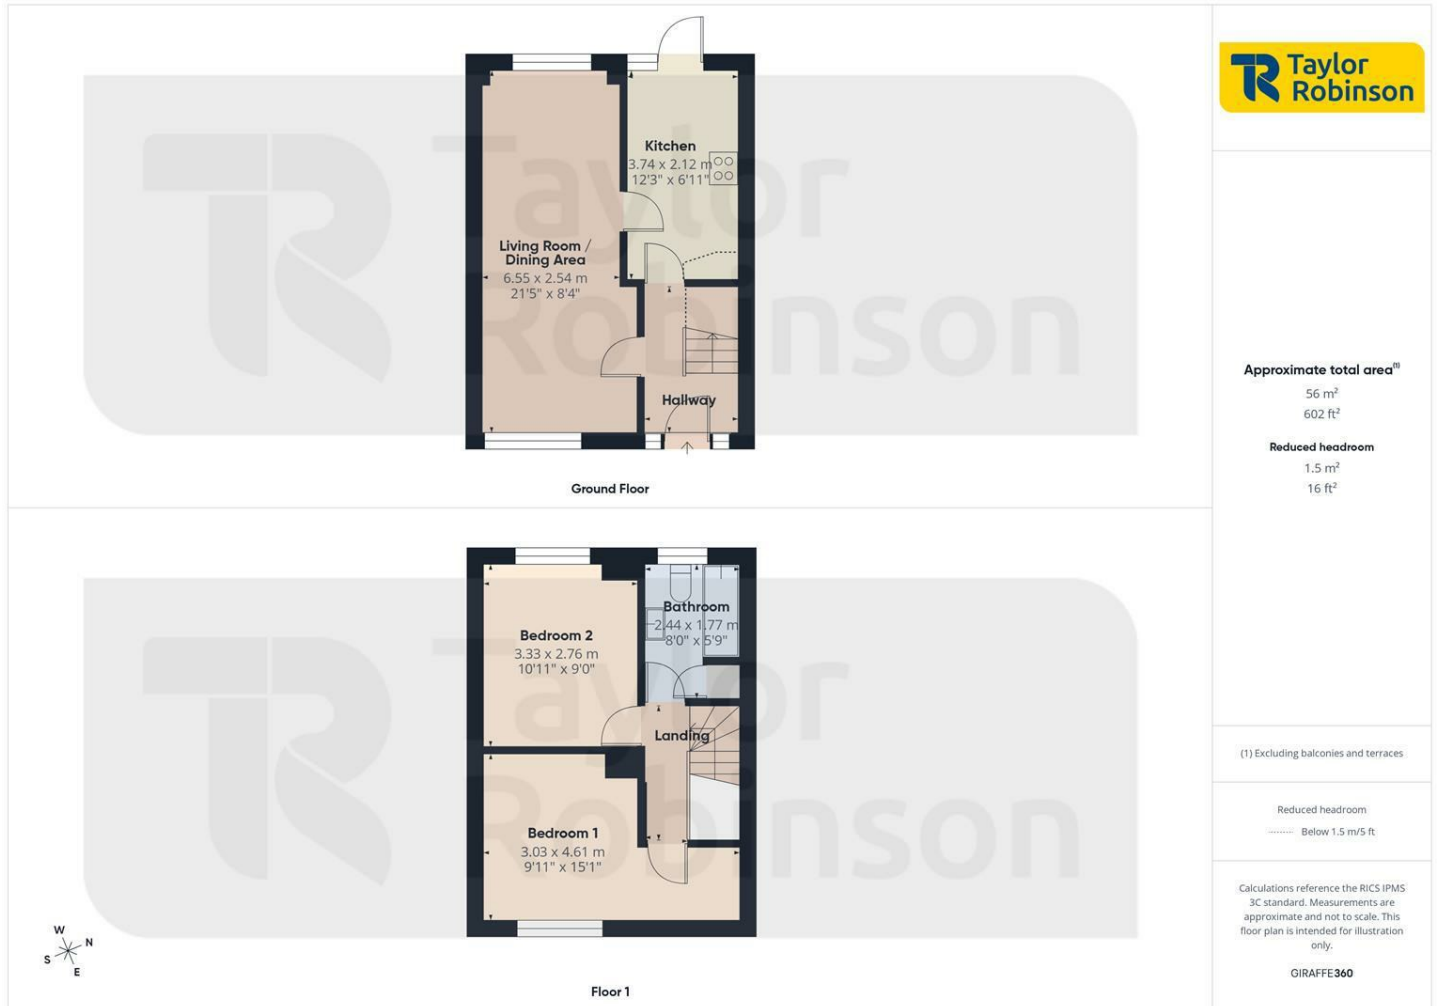 Taylor
Robinson
Kitchen
3.74 x 2.12 m
12'3" x 6'11"
Living Room /
Dining Area
6.55 x 2.54 m
21'5" x 8'4"
Hallway
Ground Floor
Taylor
Robinson
Bathroom
2.44 x 1.77 m
8'0" x 5'9"
Bedroom 2
3.33 x 2.76 m
10'11" x 9'0"
Landing
Bedroom 1
3.03 x 4.61 m
9'11" x 15'1"
Floor 1
W
N
S
E
Taylor
Robinson
Approximate total area(1)
56 m²
602 ft²
Reduced headroom
1.5 m²
16 ft²
(1) Excluding balconies and terraces
Reduced headroom
Below 1.5 m/5 ft
Calculations reference the RICS IPMS
3C standard. Measurements are
approximate and not to scale. This
floor plan is intended for illustration
only.
GIRAFFE360